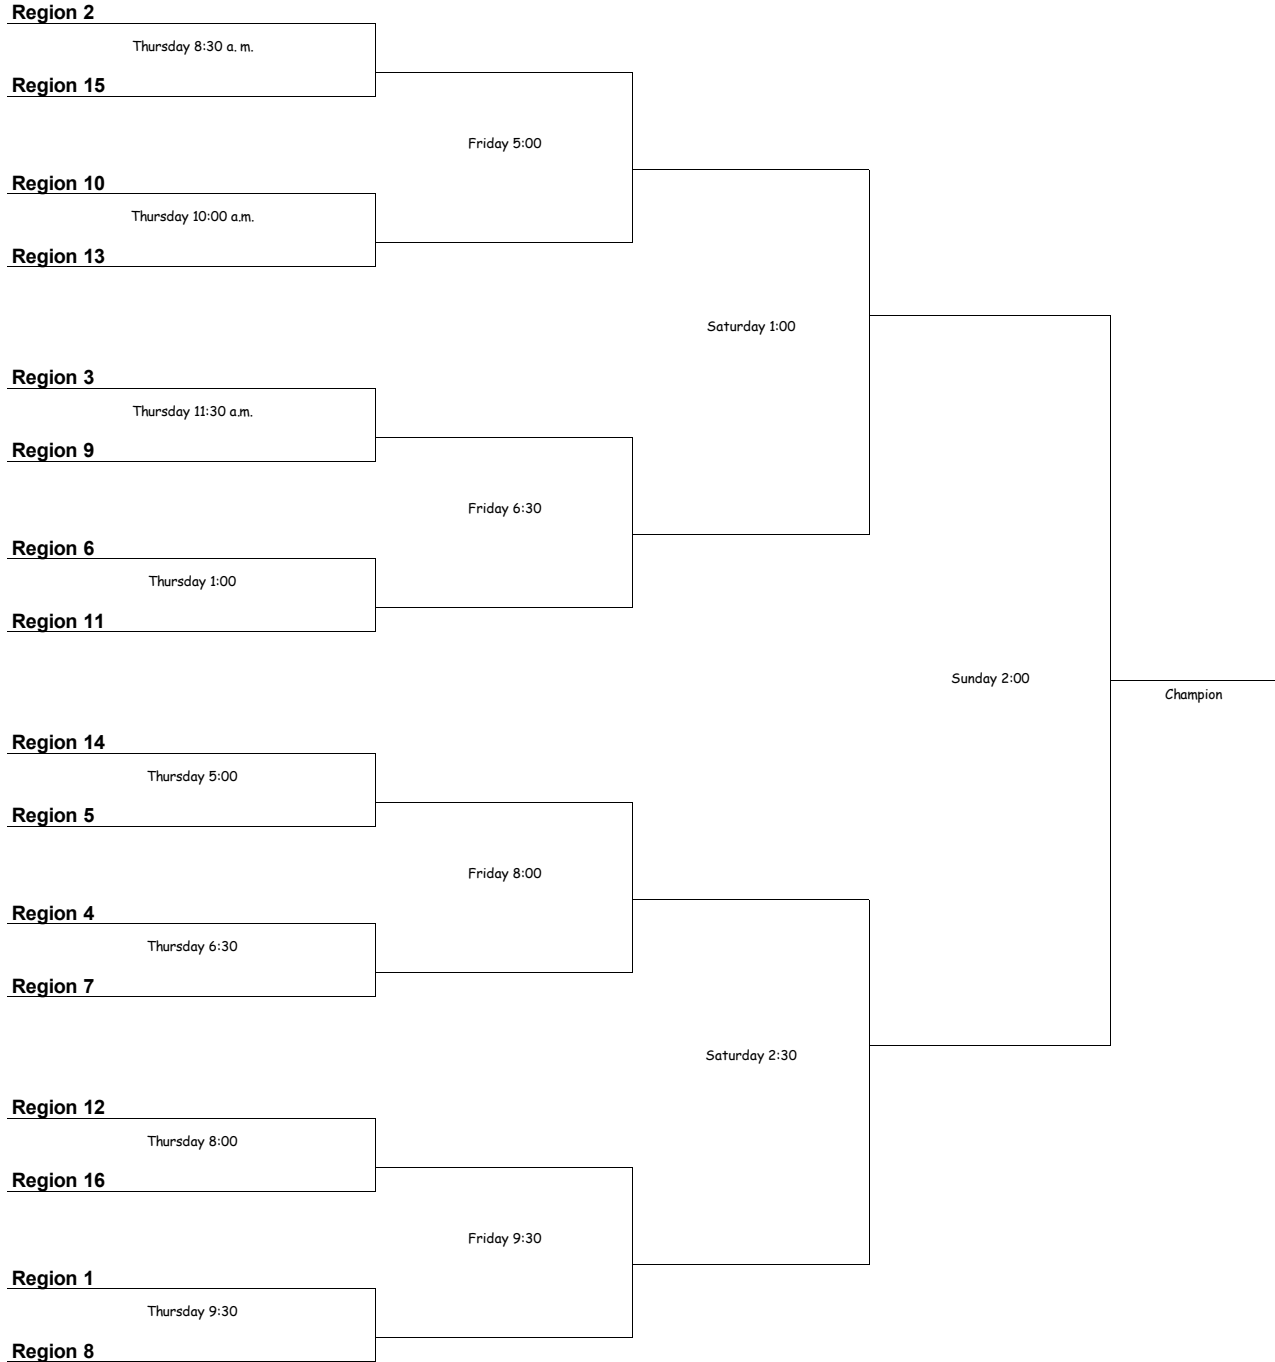 Region 2
Thursday 8:30 a.m.
Region 15
Friday 5:00
Region 10
Thursday 10:00 a.m.
Region 13
Saturday 1:00
Region 3
Thursday 11:30 a.m.
Region 9
Friday 6:30
Region 6
Thursday 1:00
Region 11
Sunday 2:00
Champion
Region 14
Thursday 5:00
Region 5
Friday 8:00
Region 4
Thursday 6:30
Region 7
Saturday 2:30
Region 12
Thursday 8:00
Region 16
Friday 9:30
Region 1
Thursday 9:30
Region 8